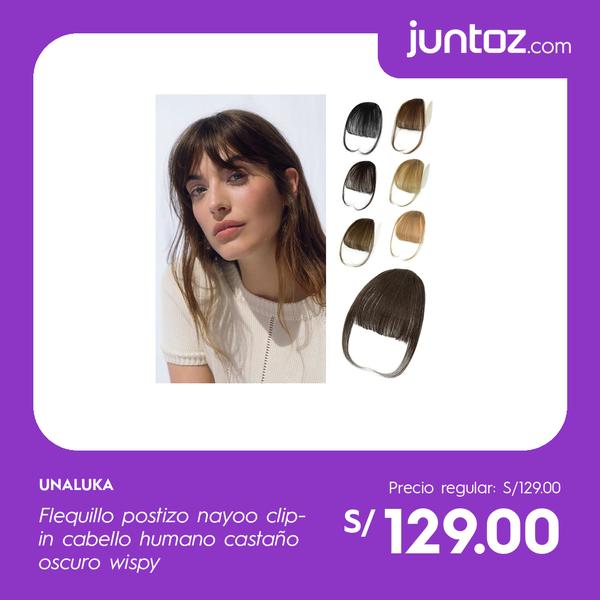 juntoz.com
UNALUKA
Flequillo postizo nayoo clip-
in cabello humano castaño
oscuro wispy
Precio regular: S/129.00
S/ 129.00